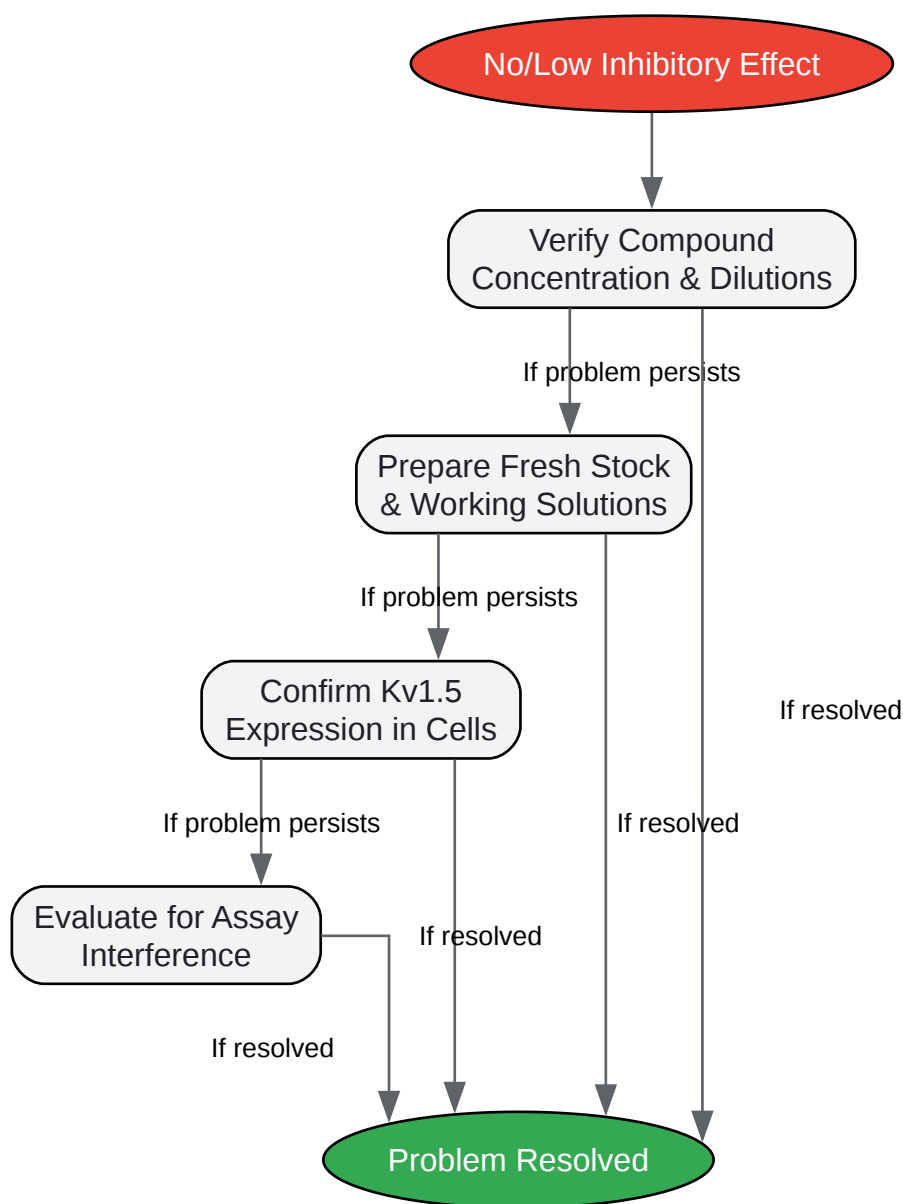 No/Low Inhibitory Effect
Verify Compound
Concentration & Dilutions
If problem persists
Prepare Fresh Stock
& Working Solutions
If problem persists
Confirm Kv1.5
Expression in Cells
If resolved
If problem persists
If resolved
Evaluate for Assay
Interference
If resolved
If resolved
Problem Resolved